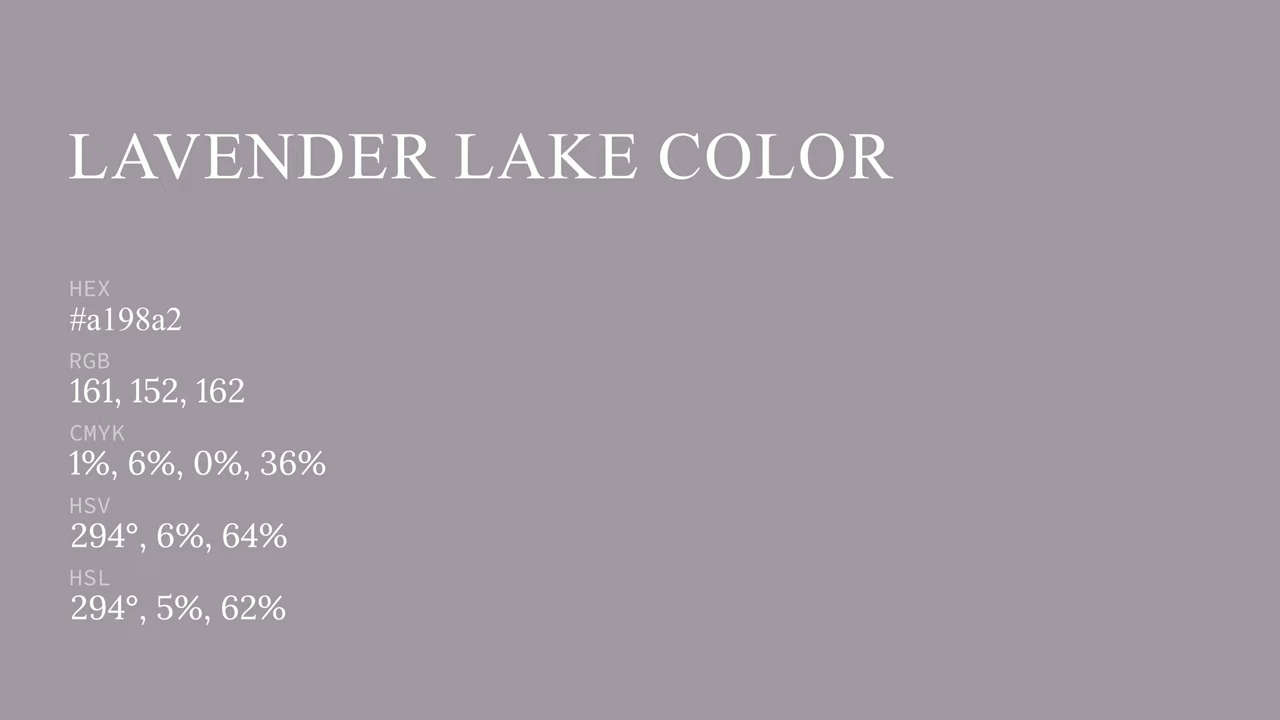 LAVENDER LAKE COLOR
HEX
#a198a2
RGB
161, 152, 162
CMYK
1%, 6%, 0%, 36%
HSV
294°, 6%, 64%
HSL
294°, 5%, 62%